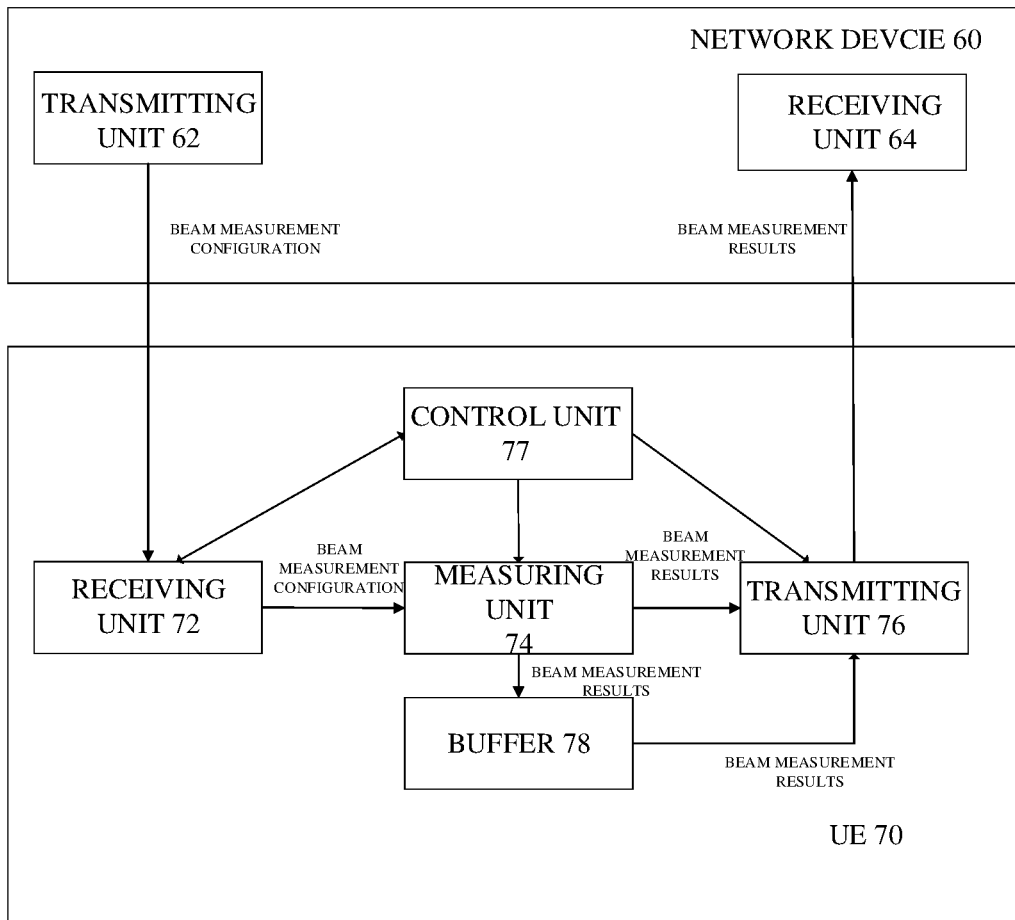 NETWORK DEVCIE 60
TRANSMITTING
UNIT 62
RECEIVING
UNIT 64
BEAM MEASUREMENT
CONFIGURATION
BEAM MEASUREMENT
RESULTS
CONTROL UNIT
77
BEAM
MEASUREMENT
CONFIGURATION
BEAM
MEASUREMENT
RESULTS
RECEIVING
UNIT 72
MEASURING
UNIT
74
TRANSMITTING
UNIT 76
BEAM MEASUREMENT
RESULTS
BUFFER 78
BEAM MEASUREMENT
RESULTS
UE 70